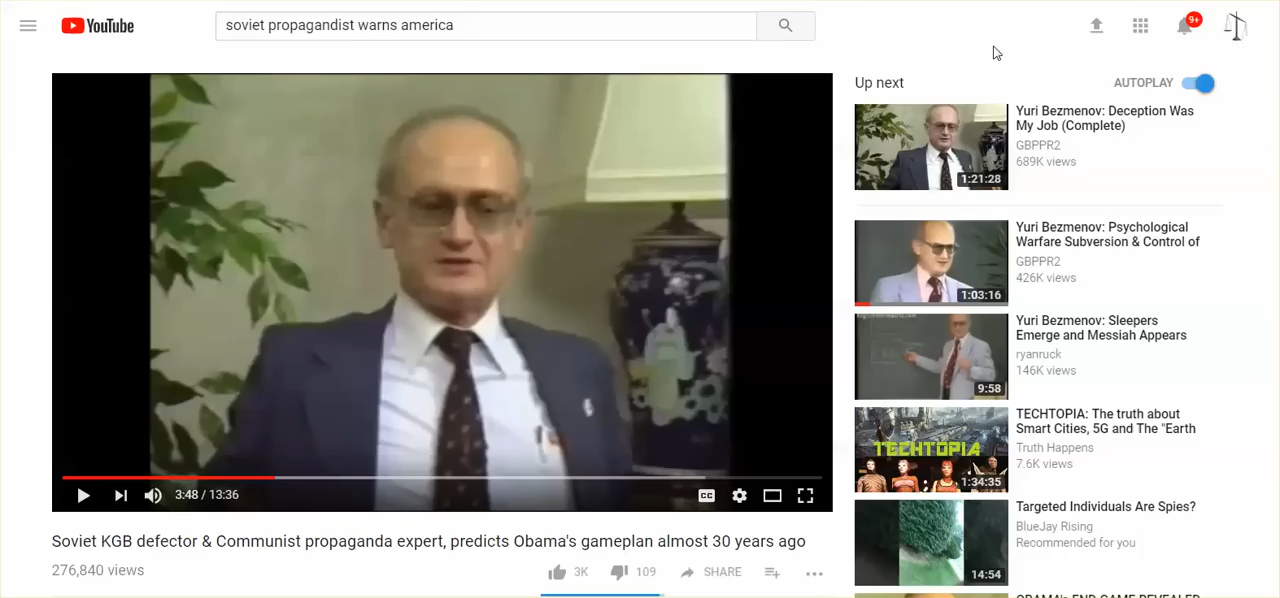 YouTube
soviet propagandist warns america
9+
Up next
AUTOPLAY
Yuri Bezmenov: Deception Was
My Job (Complete)
GBPPR2
689K views
1:21:28
Yuri Bezmenov: Psychological
Warfare Subversion & Control of
GBPPR2
426K views
1:03:16
Yuri Bezmenov: Sleepers
Emerge and Messiah Appears
ryanruck
146K views
9:58
TECHTOPIA: The truth about
Smart Cities, 5G and The "Earth
Truth Happens
7.6K views
TECHTOPIA
1:34:35
Targeted Individuals Are Spies?
BlueJay Rising
Recommended for you
14:54
OBAMA's END GAME REVEALED
3:48 / 13:36
CC
Soviet KGB defector & Communist propaganda expert, predicts Obama's gameplan almost 30 years ago
276,840 views
3K
109
SHARE